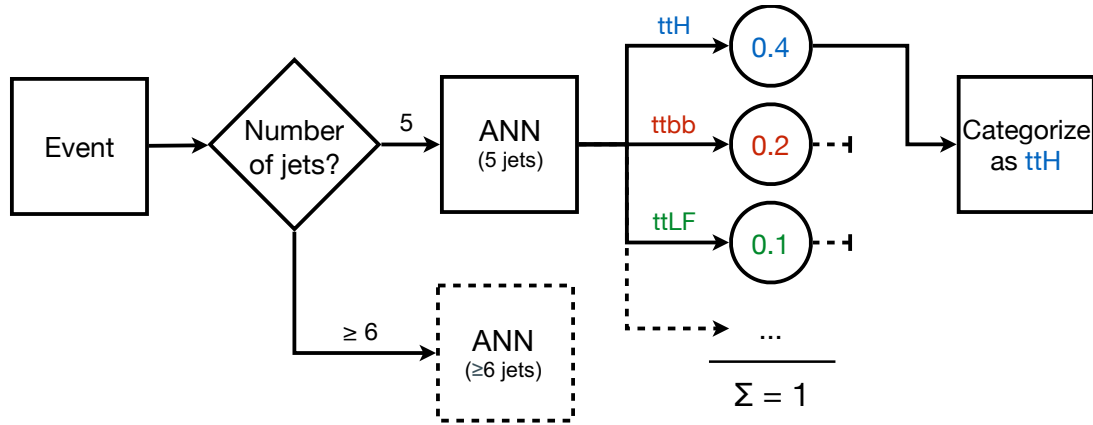 Event
Number
of jets?
5
≥ 6
ANN
(5 jets)
ANN
(≥6 jets)
ttH
0.4
ttbb
0.2
ttLF
0.1
...
Σ = 1
Categorize
as ttH